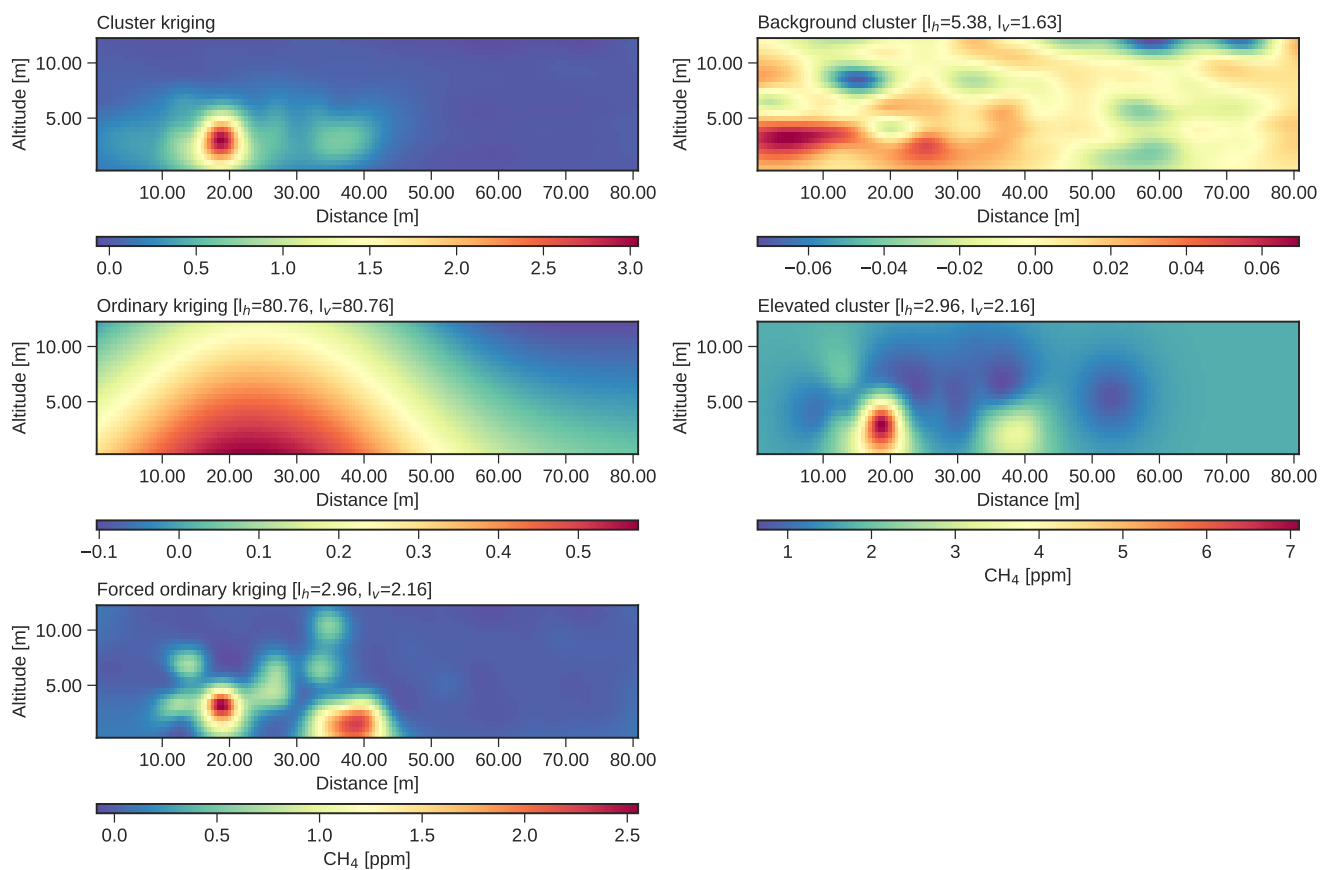 Cluster kriging
10.00
5.00
Altitude [m]
10.00 20.00 30.00 40.00 50.00 60.00 70.00 80.00
Distance [m]
0.0 0.5 1.0 1.5 2.0 2.5 3.0
Background cluster [lh=5.38, lv=1.63]
10.00
5.00
Altitude [m]
10.00 20.00 30.00 40.00 50.00 60.00 70.00 80.00
Distance [m]
−0.06 −0.04 −0.02 0.00 0.02 0.04 0.06
Ordinary kriging [lh=80.76, lv=80.76]
10.00
5.00
Altitude [m]
10.00 20.00 30.00 40.00 50.00 60.00 70.00 80.00
Distance [m]
−0.1 0.0 0.1 0.2 0.3 0.4 0.5
Elevated cluster [lh=2.96, lv=2.16]
10.00
5.00
Altitude [m]
10.00 20.00 30.00 40.00 50.00 60.00 70.00 80.00
Distance [m]
1 2 3 4 5 6 7
CH4 [ppm]
Forced ordinary kriging [lh=2.96, lv=2.16]
10.00
5.00
Altitude [m]
10.00 20.00 30.00 40.00 50.00 60.00 70.00 80.00
Distance [m]
0.0 0.5 1.0 1.5 2.0 2.5
CH4 [ppm]